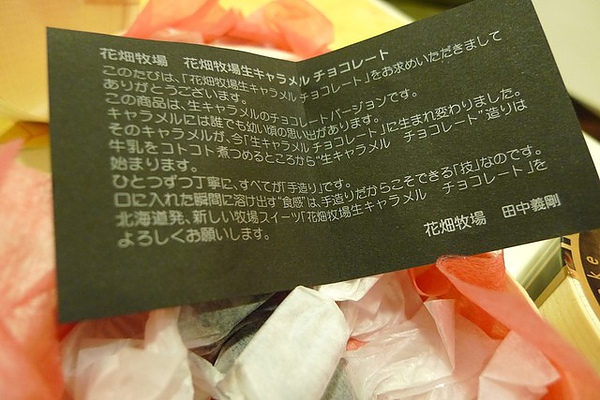 花畑牧場　花畑牧場生キャラメル チョコレート
このたびは、「花畑牧場生キャラメル チョコレート」をお求めいただきまして
ありがとうございます。
この商品は、生キャラメルのチョコレートバージョンです。
キャラメルには誰でも幼い頃の思い出があります。
そのキャラメルが、今「生キャラメル チョコレート」に生まれ変わりました。
牛乳をコトコト煮つめるところから“生キャラメル　チョコレート”造りは
始まります。
ひとつずつ丁寧に、すべてが「手造り」です。
口に入れた瞬間に溶け出す“食感”は、手造りだからこそできる「技」なのです。
北海道発、新しい牧場スイーツ「花畑牧場生キャラメル　チョコレート」を
よろしくお願いします。
花畑牧場　田中義剛